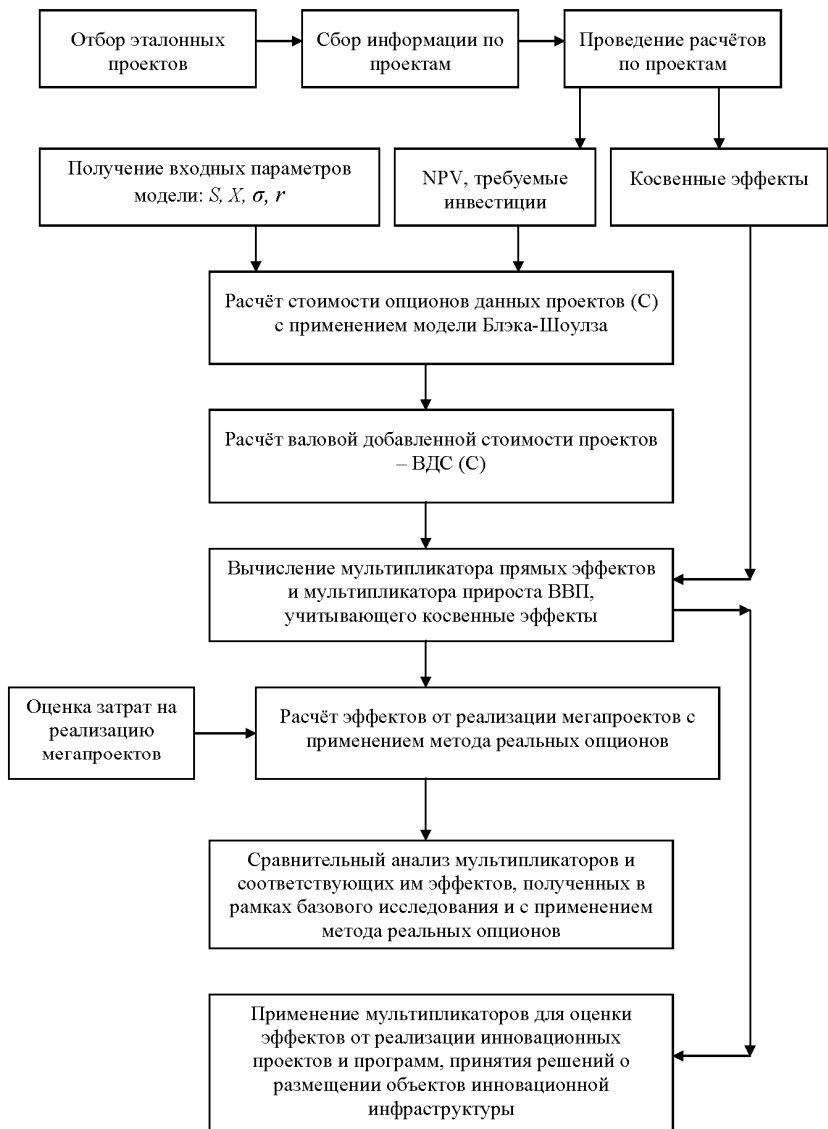 Отбор эталонных
проектов
Сбор информации по
проектам
Проведение расчётов
по проектам
Получение входных параметров
модели: S, X, σ, r
NPV, требуемые
инвестиции
Косвенные эффекты
Расчёт стоимости опционов данных проектов (С)
с применением модели Блэка-Шоулза
Расчёт валовой добавленной стоимости проектов
– ВДС (С)
Вычисление мультипликатора прямых эффектов
и мультипликатора прироста ВВП,
учитывающего косвенные эффекты
Оценка затрат на
реализацию
мегапроектов
Расчёт эффектов от реализации мегапроектов с
применением метода реальных опционов
Сравнительный анализ мультипликаторов и
соответствующих им эффектов, полученных в
рамках базового исследования и с применением
метода реальных опционов
Применение мультипликаторов для оценки
эффектов от реализации инновационных
проектов и программ, принятия решений о
размещении объектов инновационной
инфраструктуры